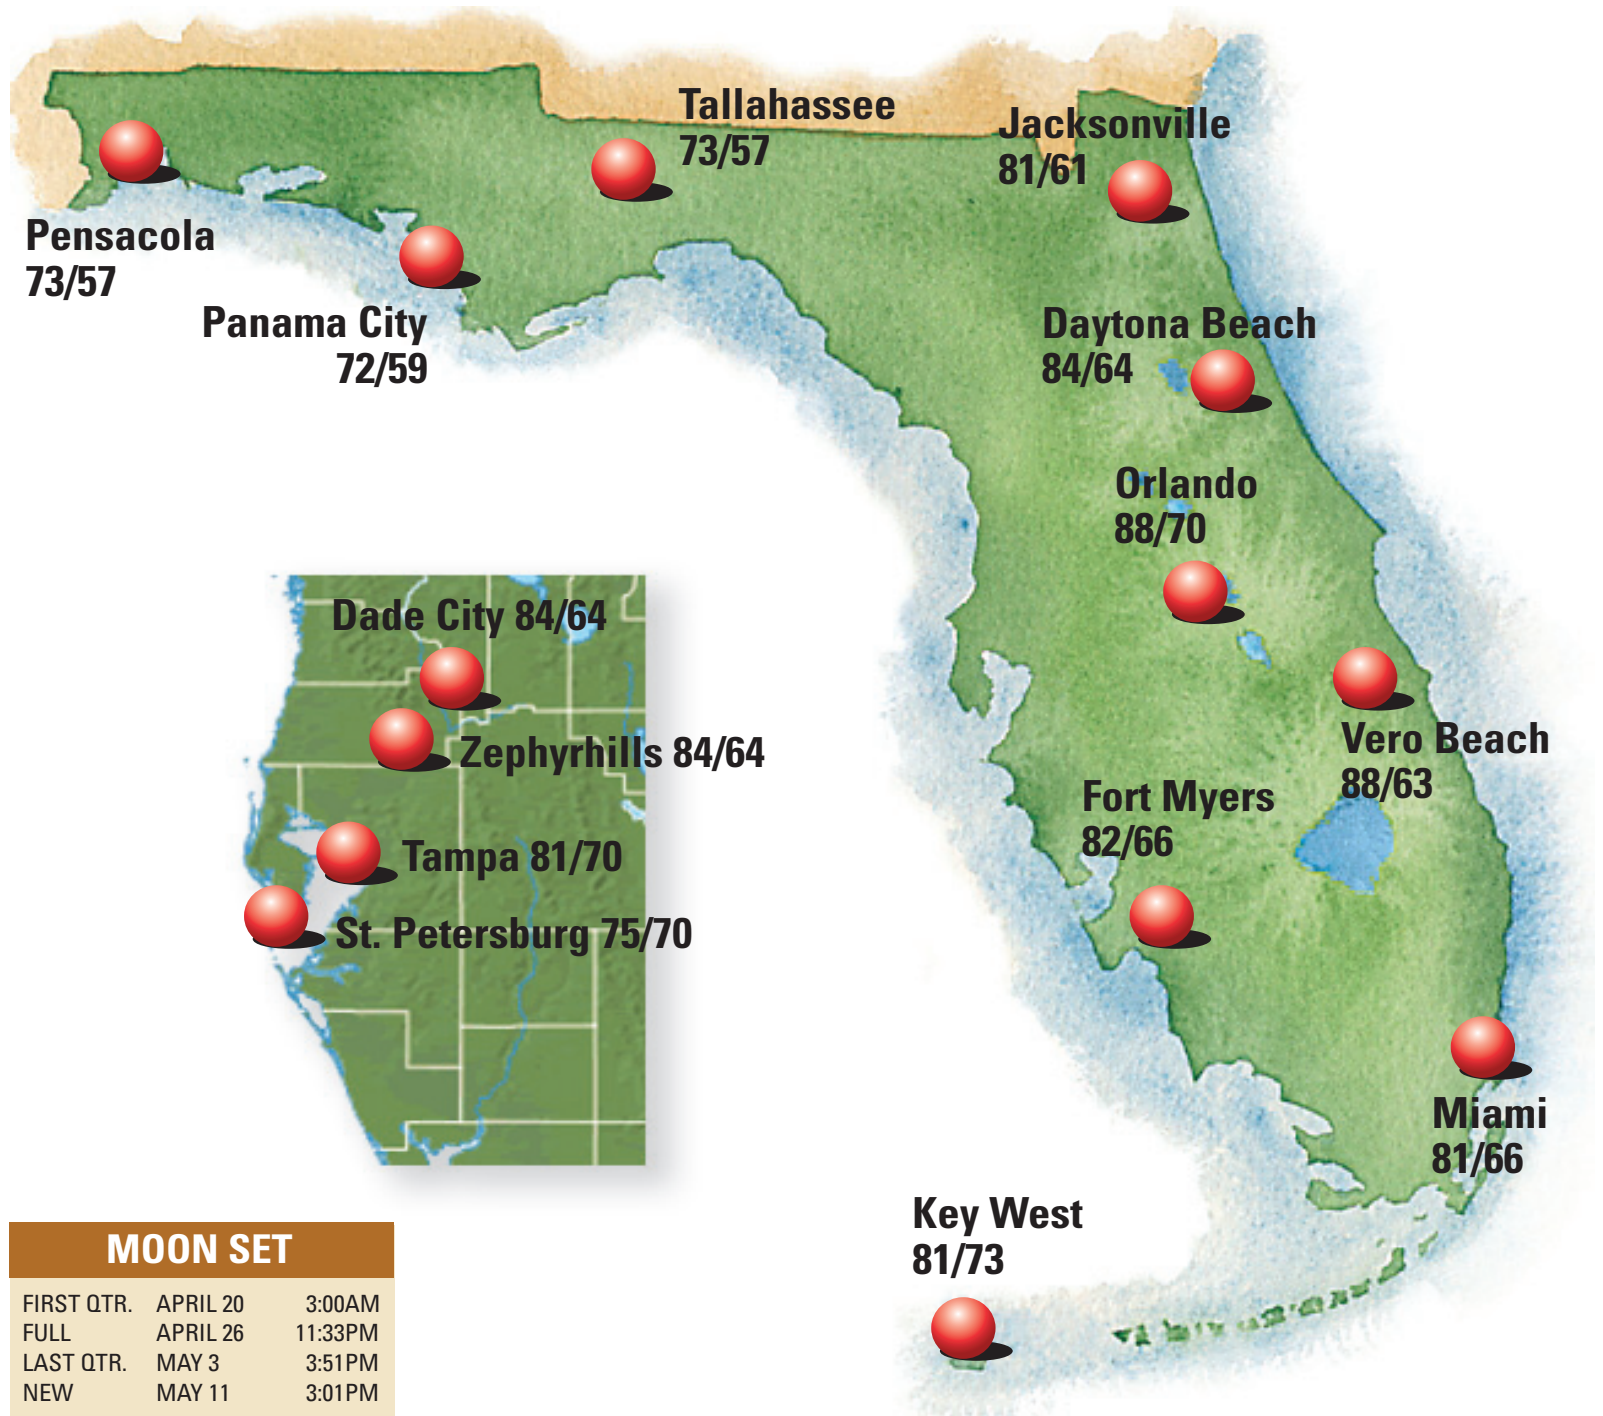 Tallahassee
73/57
Jacksonville
81/61
Pensacola
73/57
Panama City
72/59
Daytona Beach
84/64
Orlando
88/70
Dade City 84/64
Zephyrhills 84/64
Tampa 81/70
St. Petersburg 75/70
Vero Beach
88/63
Fort Myers
82/66
Miami
81/66
Key West
81/73
MOON SET
FIRST QTR. APRIL 20 3:00AM
FULL APRIL 26 11:33PM
LAST QTR. MAY 3 3:51PM
NEW MAY 11 3:01PM